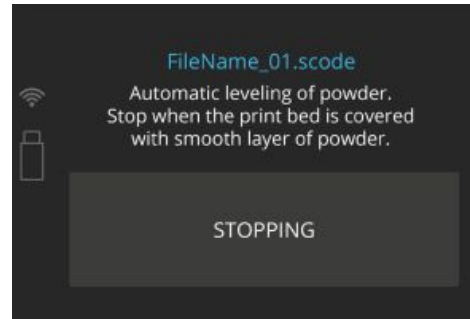 FileName_01.scode
Automatic leveling of powder.
Stop when the print bed is covered
with smooth layer of powder.
STOPPING